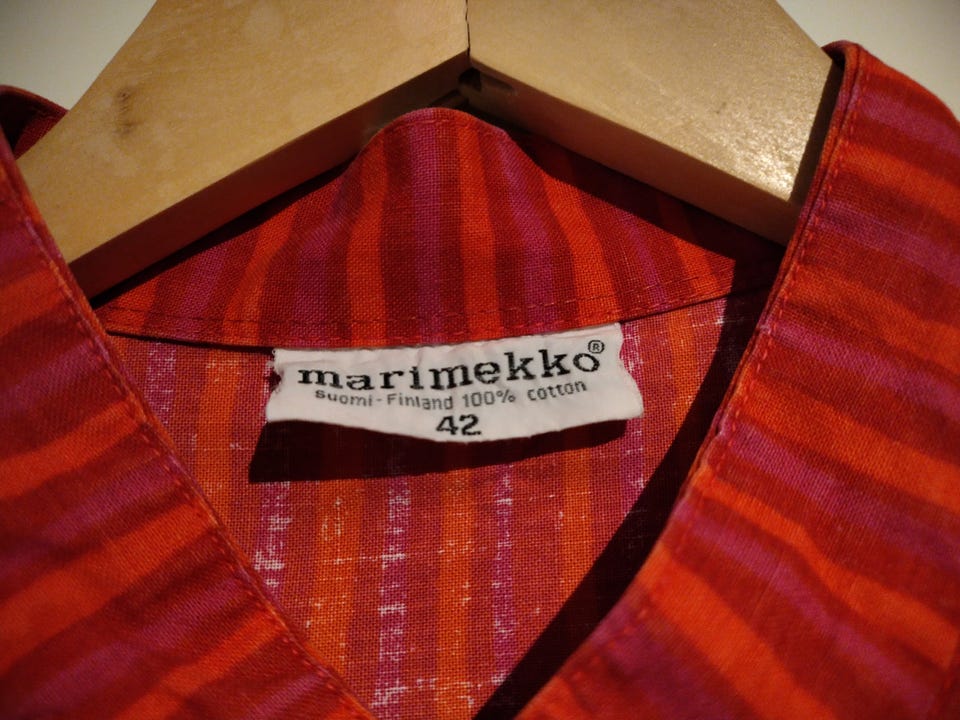 marimekko®
suomi-Finland 100% cotton
42